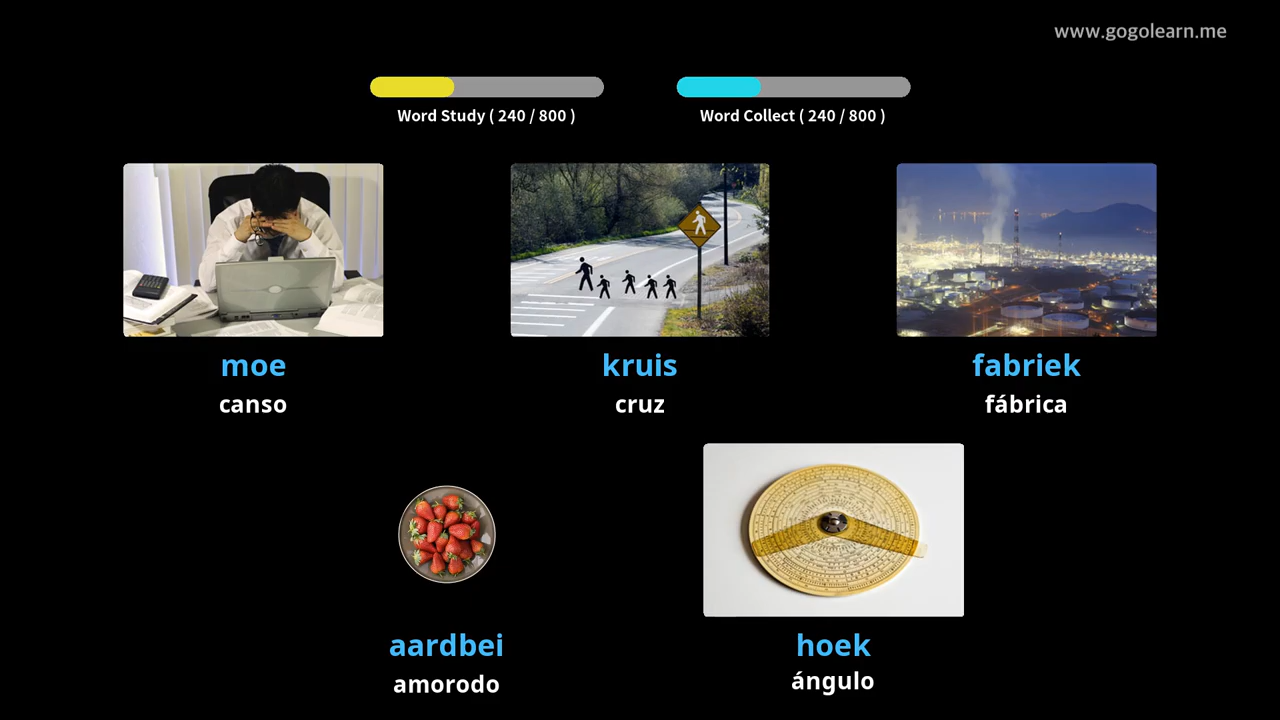 www.gogolearn.me
Word Study ( 240 / 800 )
Word Collect ( 240 / 800 )
moe
canso
kruis
cruz
fabriek
fábrica
aardbei
amorodo
hoek
ángulo